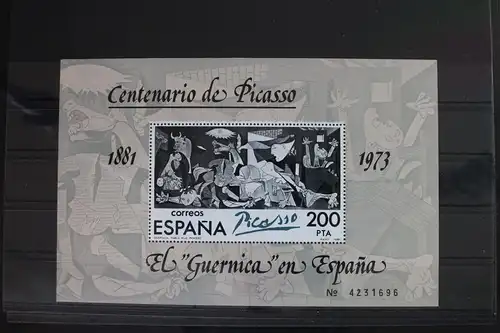 Centenario de Picasso
1881
1973
correos
ESPAÑA
Picasso
200
PTA
El "Guernica" en España
Nº 4231696